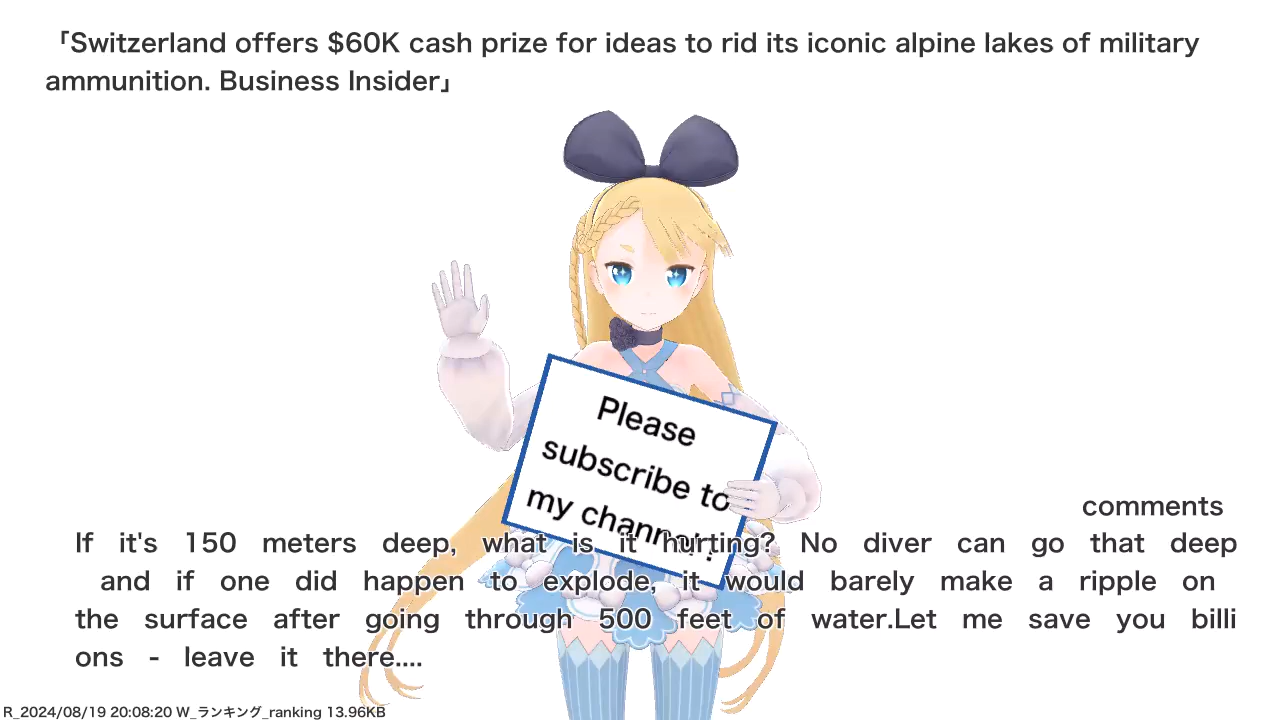 「Switzerland offers $60K cash prize for ideas to rid its iconic alpine lakes of military
ammunition. Business Insider」
Please
subscribe to
my channel!
comments
If it's 150 meters deep, what is it hurting? No diver can go that deep
and if one did happen to explode, it would barely make a ripple on
the surface after going through 500 feet of water.Let me save you billi
ons - leave it there....
R_2024/08/19 20:08:20 W_ランキング_ranking 13.96KB